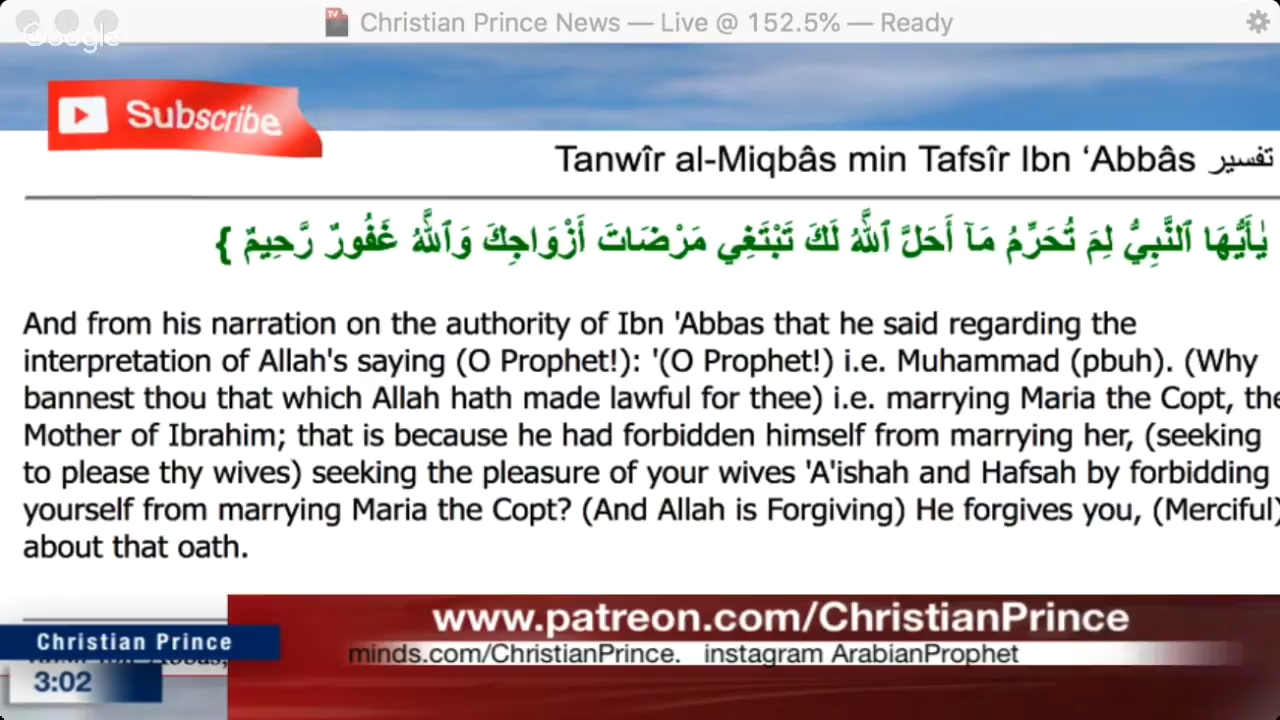 Christian Prince News — Live @ 152.5% — Ready
Google
Subscribe
Tanwîr al-Miqbâs min Tafsîr Ibn ‘Abbâs تفسير
يٰأَيُّهَا ٱلنَّبِيُّ لِمَ تُحَرِّمُ مَآ أَحَلَّ ٱللَّهُ لَكَ تَبْتَغِي مَرْضَاتَ أَزْوَاجِكَ وَٱللَّهُ غَفُورٌ رَّحِيمٌ }
And from his narration on the authority of Ibn 'Abbas that he said regarding the
interpretation of Allah's saying (O Prophet!): '(O Prophet!) i.e. Muhammad (pbuh). (Why
bannest thou that which Allah hath made lawful for thee) i.e. marrying Maria the Copt, the
Mother of Ibrahim; that is because he had forbidden himself from marrying her, (seeking
to please thy wives) seeking the pleasure of your wives 'A'ishah and Hafsah by forbidding
yourself from marrying Maria the Copt? (And Allah is Forgiving) He forgives you, (Merciful)
about that oath.
www.patreon.com/ChristianPrince
Christian Prince
minds.com/ChristianPrince. instagram ArabianProphet
3:02